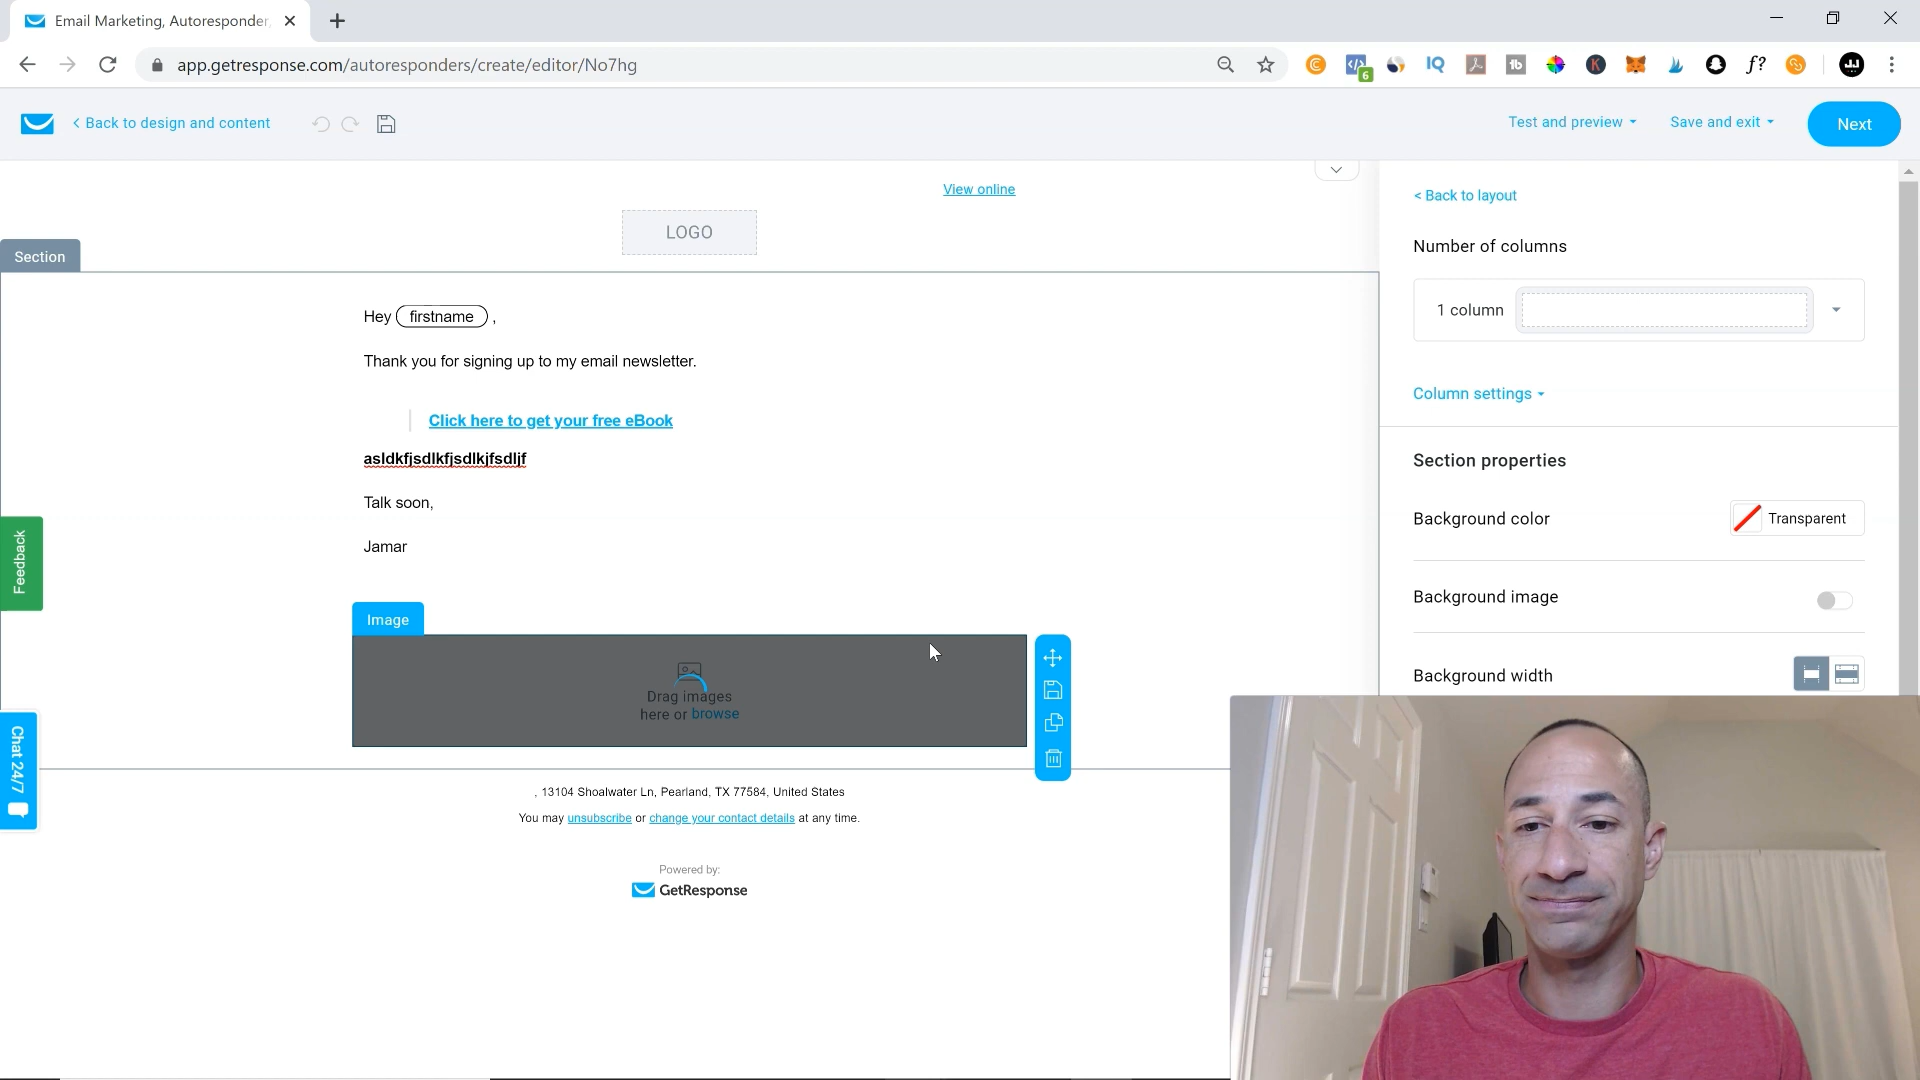 Email Marketing, Autoresponder,
app.getresponse.com/autoresponders/create/editor/No7hg
6
IQ
tb
K
f?
JJ
< Back to design and content
Test and preview
Save and exit
Next
View online
LOGO
Section
Hey firstname ,
Thank you for signing up to my email newsletter.
Click here to get your free eBook
asldkfjsdlkfjsdlkjfsdljf
Talk soon,
Jamar
Image
Drag images
here or browse
, 13104 Shoalwater Ln, Pearland, TX 77584, United States
You may unsubscribe or change your contact details at any time.
Powered by:
GetResponse
Feedback
Chat 24/7
< Back to layout
Number of columns
1 column
Column settings
Section properties
Background color
Transparent
Background image
Background width